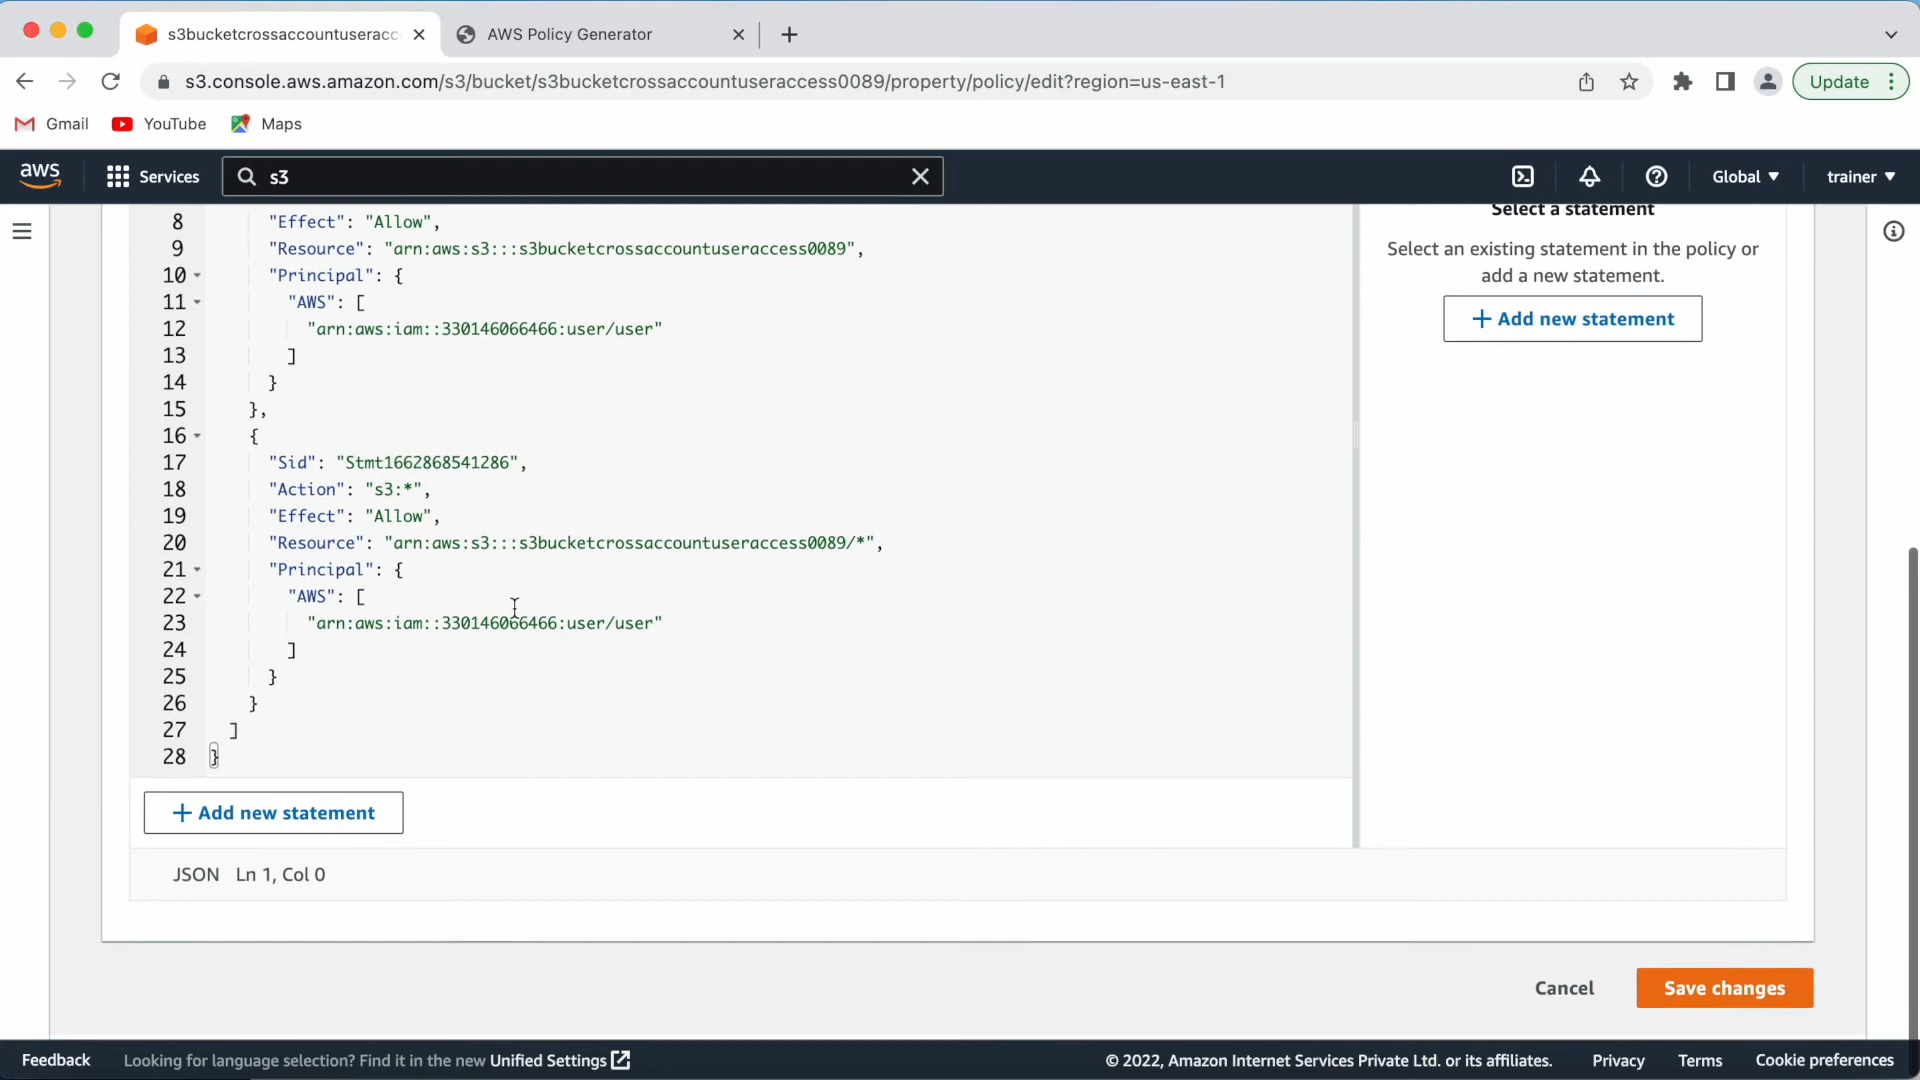 s3bucketcrossaccountuseracc
AWS Policy Generator
s3.console.aws.amazon.com/s3/bucket/s3bucketcrossaccountuseraccess0089/property/policy/edit?region=us-east-1
Update
Gmail
YouTube
Maps
aws
Services
s3
Global
trainer
8 "Effect": "Allow",
9 "Resource": "arn:aws:s3:::s3bucketcrossaccountuseraccess0089",
10 "Principal": {
11 "AWS": [
12 "arn:aws:iam::330146066466:user/user"
13 ]
14 }
15 },
16 {
17 "Sid": "Stmt1662868541286",
18 "Action": "s3:*",
19 "Effect": "Allow",
20 "Resource": "arn:aws:s3:::s3bucketcrossaccountuseraccess0089/*",
21 "Principal": {
22 "AWS": [
23 "arn:aws:iam::330146066466:user/user"
24 ]
25 }
26 }
27 ]
28 }
Select a statement
Select an existing statement in the policy or
add a new statement.
+ Add new statement
+ Add new statement
JSON Ln 1, Col 0
Cancel
Save changes
Feedback
Looking for language selection? Find it in the new Unified Settings
© 2022, Amazon Internet Services Private Ltd. or its affiliates.
Privacy
Terms
Cookie preferences